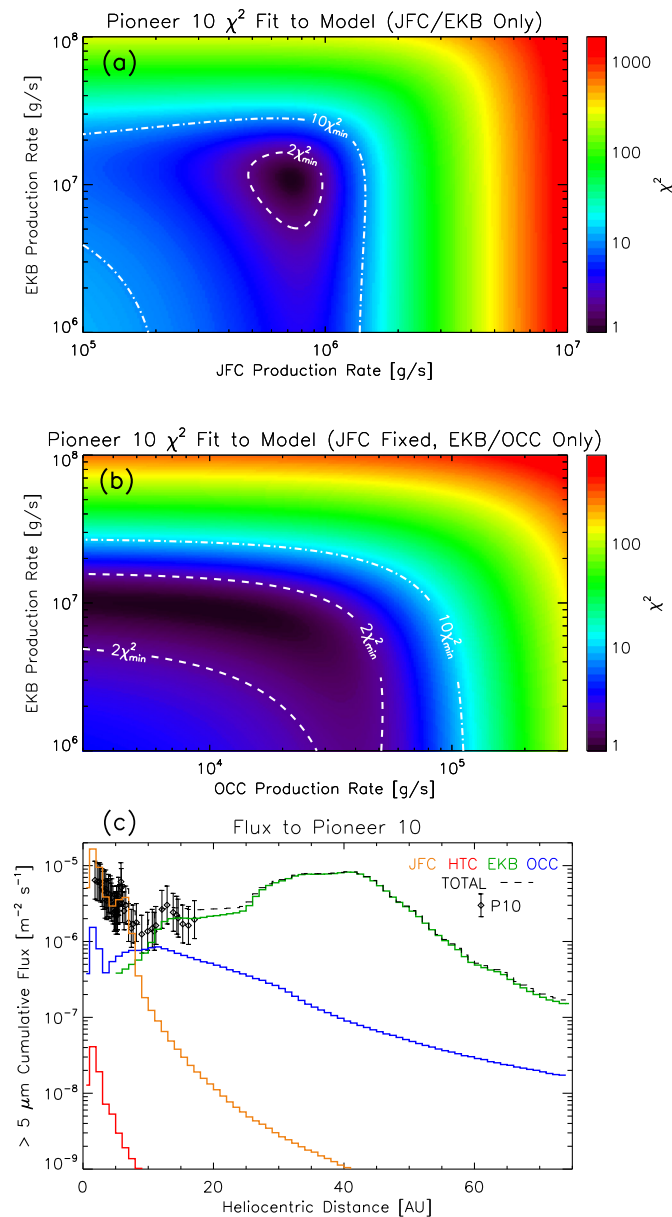 Pioneer 10 χ² Fit to Model (JFC/EKB Only)
(a)
10⁸
10⁷
10⁶
EKB Production Rate [g/s]
10χ²min
2χ²min
10⁵
10⁶
10⁷
JFC Production Rate [g/s]
1000
100
10
1
χ²
Pioneer 10 χ² Fit to Model (JFC Fixed, EKB/OCC Only)
(b)
10⁸
10⁷
10⁶
EKB Production Rate [g/s]
2χ²min
2χ²min
10χ²min
10⁴
10⁵
OCC Production Rate [g/s]
100
10
1
χ²
(c)
Flux to Pioneer 10
JFC HTC EKB OCC
TOTAL
P10
10⁻⁵
10⁻⁶
10⁻⁷
10⁻⁸
10⁻⁹
> 5 μm Cumulative Flux [m⁻² s⁻¹]
0
20
40
60
Heliocentric Distance [AU]